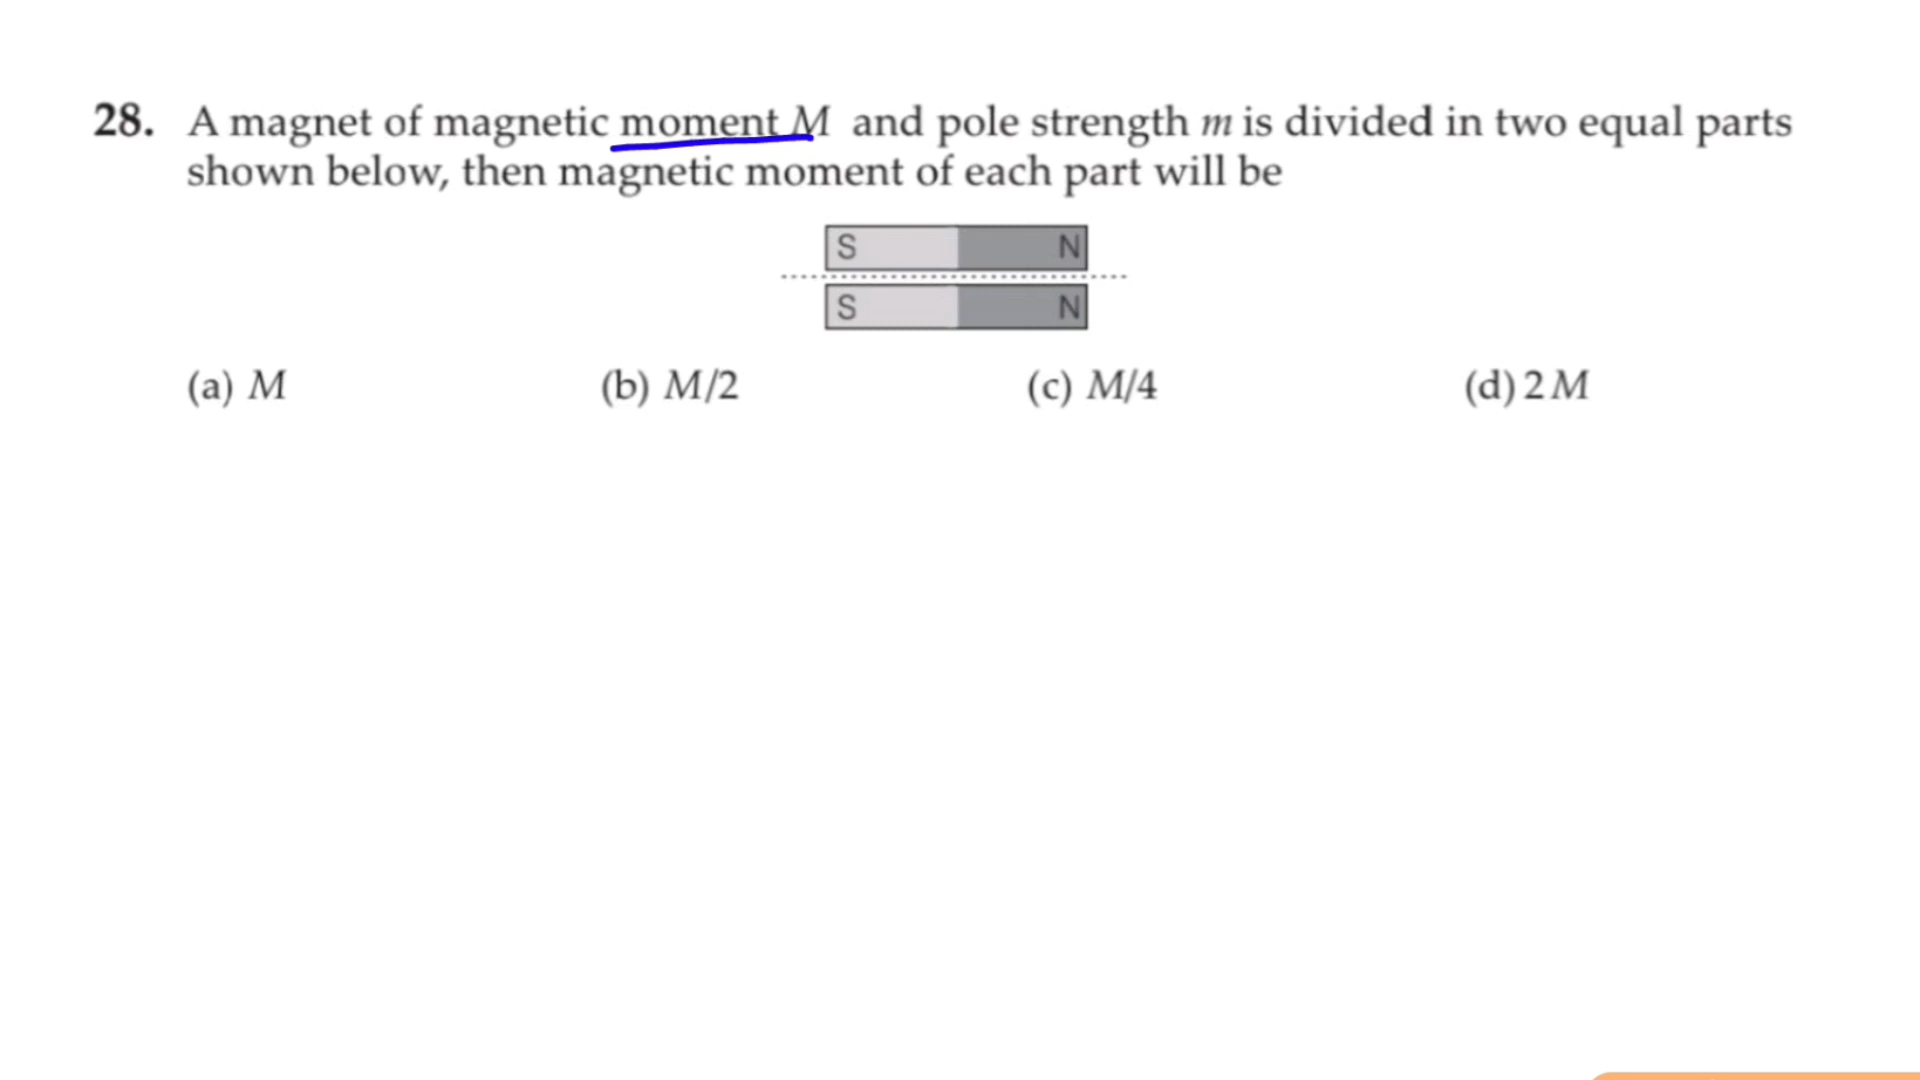 28. A magnet of magnetic moment M and pole strength m is divided in two equal parts
shown below, then magnetic moment of each part will be
S N
S N
(a) M (b) M/2 (c) M/4 (d) 2 M